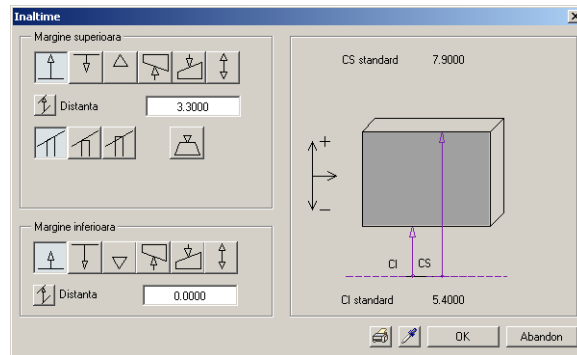 Inaltime
Margine superioara
Distanta 3.3000
Margine inferioara
Distanta 0.0000
CS standard 7.9000
+
–
CI CS
CI standard 5.4000
OK Abandon